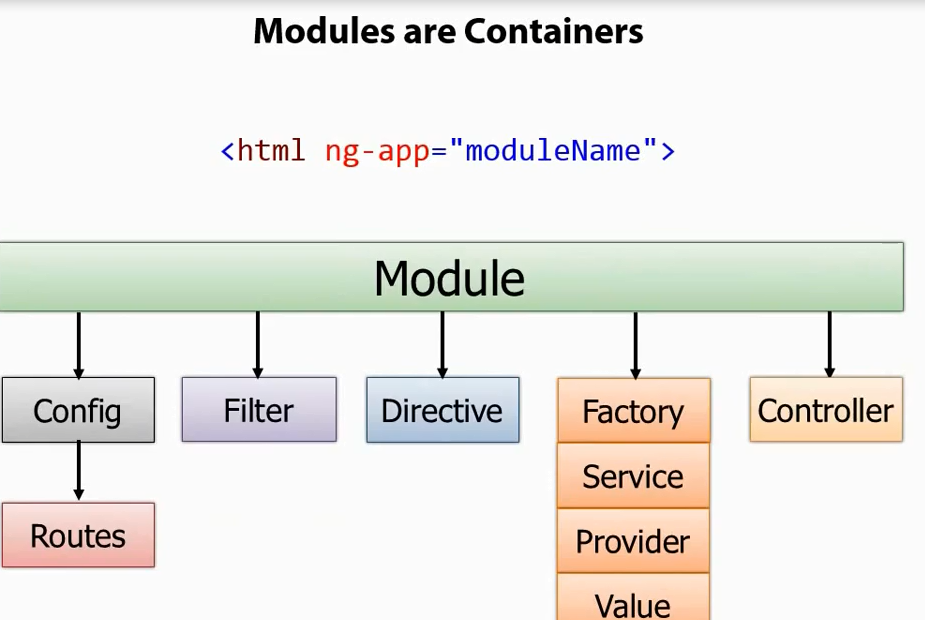 Modules are Containers
<html ng-app="moduleName">
Module
Config
Filter
Directive
Factory
Controller
Service
Routes
Provider
Value